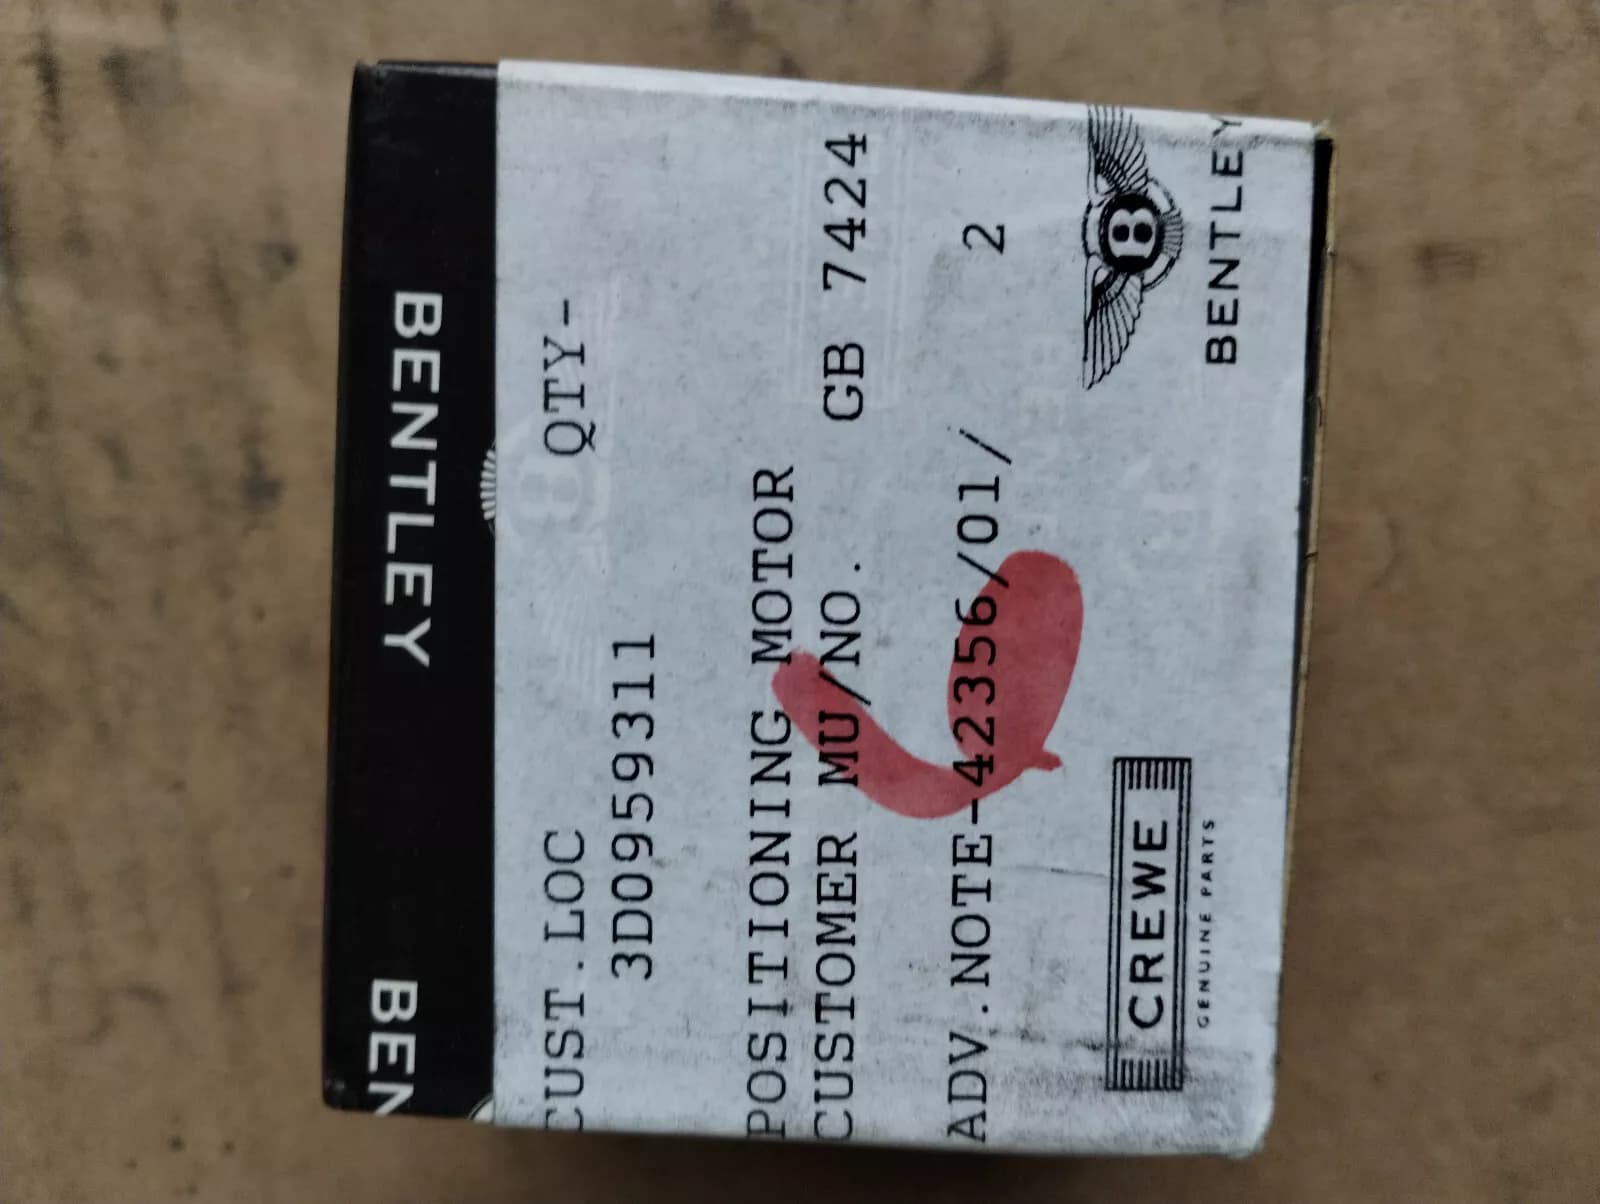 BENTLEY
BEN
CUST.LOC QTY-
3D0959311
POSITIONING MOTOR
CUSTOMER MU/NO. GB 7424
ADV.NOTE-42356/01/ 2
CREWE
GENUINE PARTS
B
BENTLEY